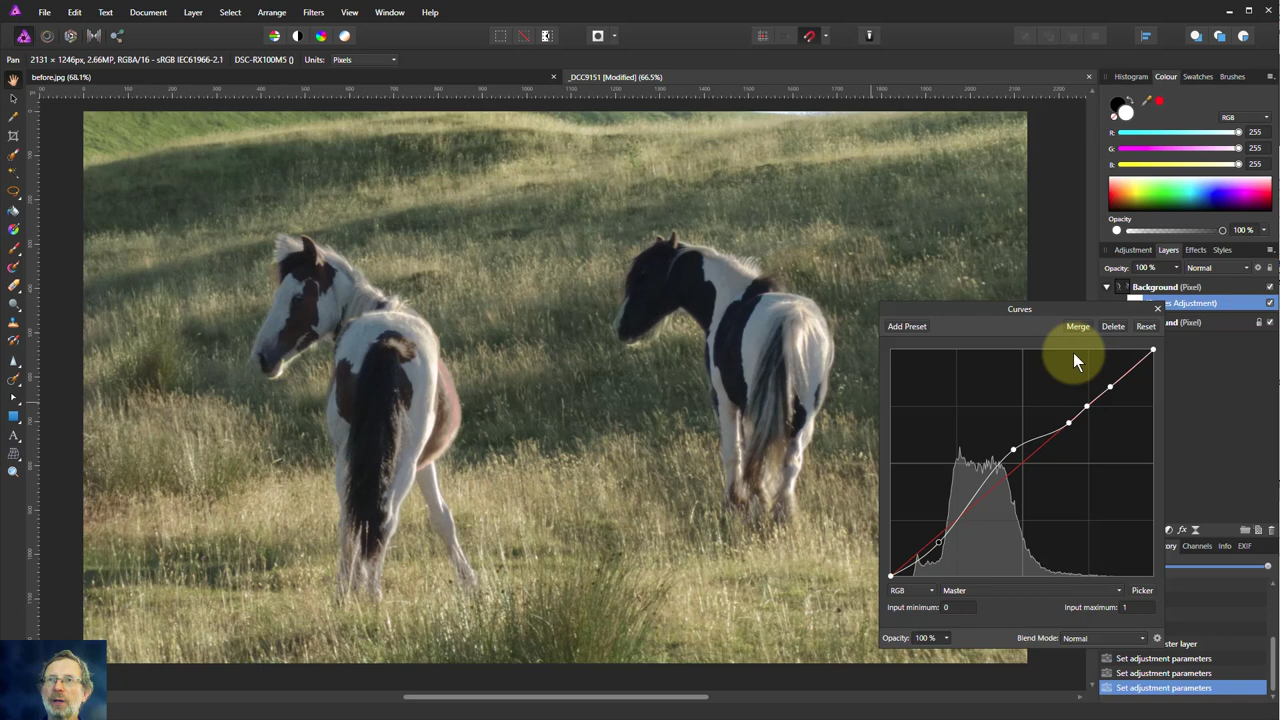 File Edit Text Document Layer Select Arrange Filters View Window Help
Pan 2131 × 1246px, 2.66MP, RGBA/16 - sRGB IEC61966-2.1 DSC-RX100M5 () Units: Pixels
before.jpg (68.1%) _DCC9151 [Modified] (66.5%)
Histogram Colour Swatches Brushes
RGB
R: 255
G: 255
B: 255
Opacity
100 %
Adjustment Layers Effects Styles
Opacity: 100 % Normal
Background (Pixel)
Adjustment)
(Pixel)
Curves
Add Preset Merge Delete Reset
RGB Master Picker
Input minimum: 0 Input maximum: 1
Opacity: 100 % Blend Mode: Normal
Channels Info EXIF
Set adjustment parameters
Set adjustment parameters
Set adjustment parameters